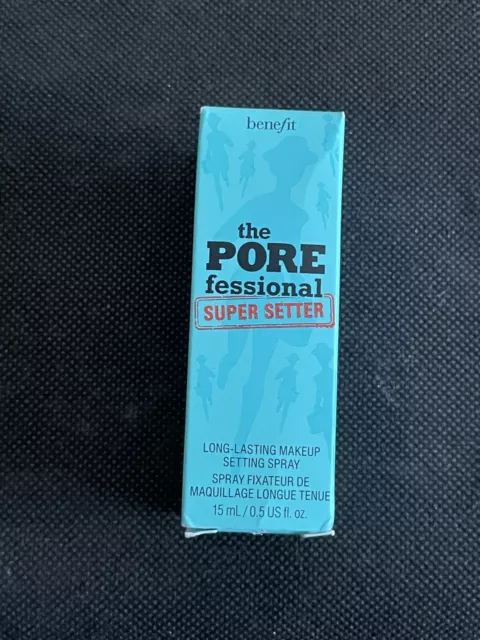 benefit
the
PORE
fessional
SUPER SETTER
LONG-LASTING MAKEUP
SETTING SPRAY
SPRAY FIXATEUR DE
MAQUILLAGE LONGUE TENUE
15 mL / 0.5 US fl. oz.